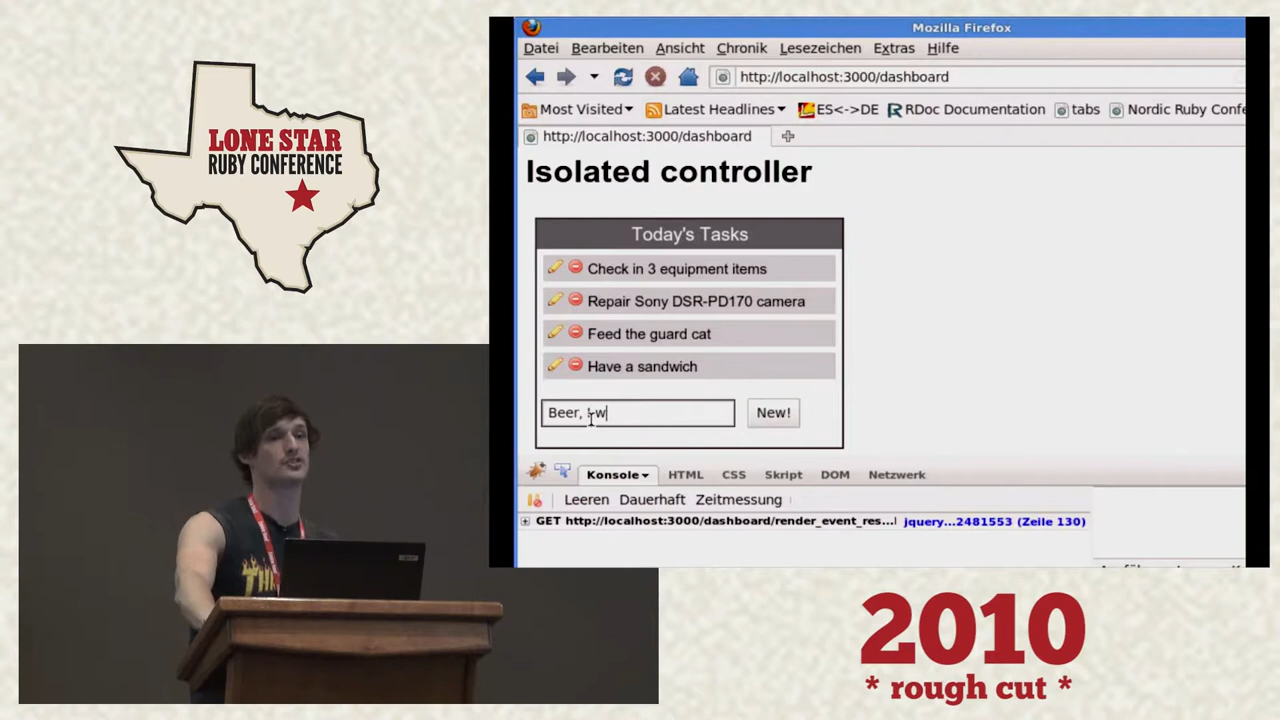 LONE STAR
RUBY CONFERENCE
Mozilla Firefox
Datei Bearbeiten Ansicht Chronik Lesezeichen Extras Hilfe
http://localhost:3000/dashboard
Most Visited Latest Headlines ES<->DE RDoc Documentation tabs Nordic Ruby Confe
http://localhost:3000/dashboard
Isolated controller
Today's Tasks
Check in 3 equipment items
Repair Sony DSR-PD170 camera
Feed the guard cat
Have a sandwich
Beer, w New!
Konsole HTML CSS Skript DOM Netzwerk
Leeren Dauerhaft Zeitmessung
GET http://localhost:3000/dashboard/render_event_res... jquery...2481553 (Zeile 130)
2010
* rough cut *